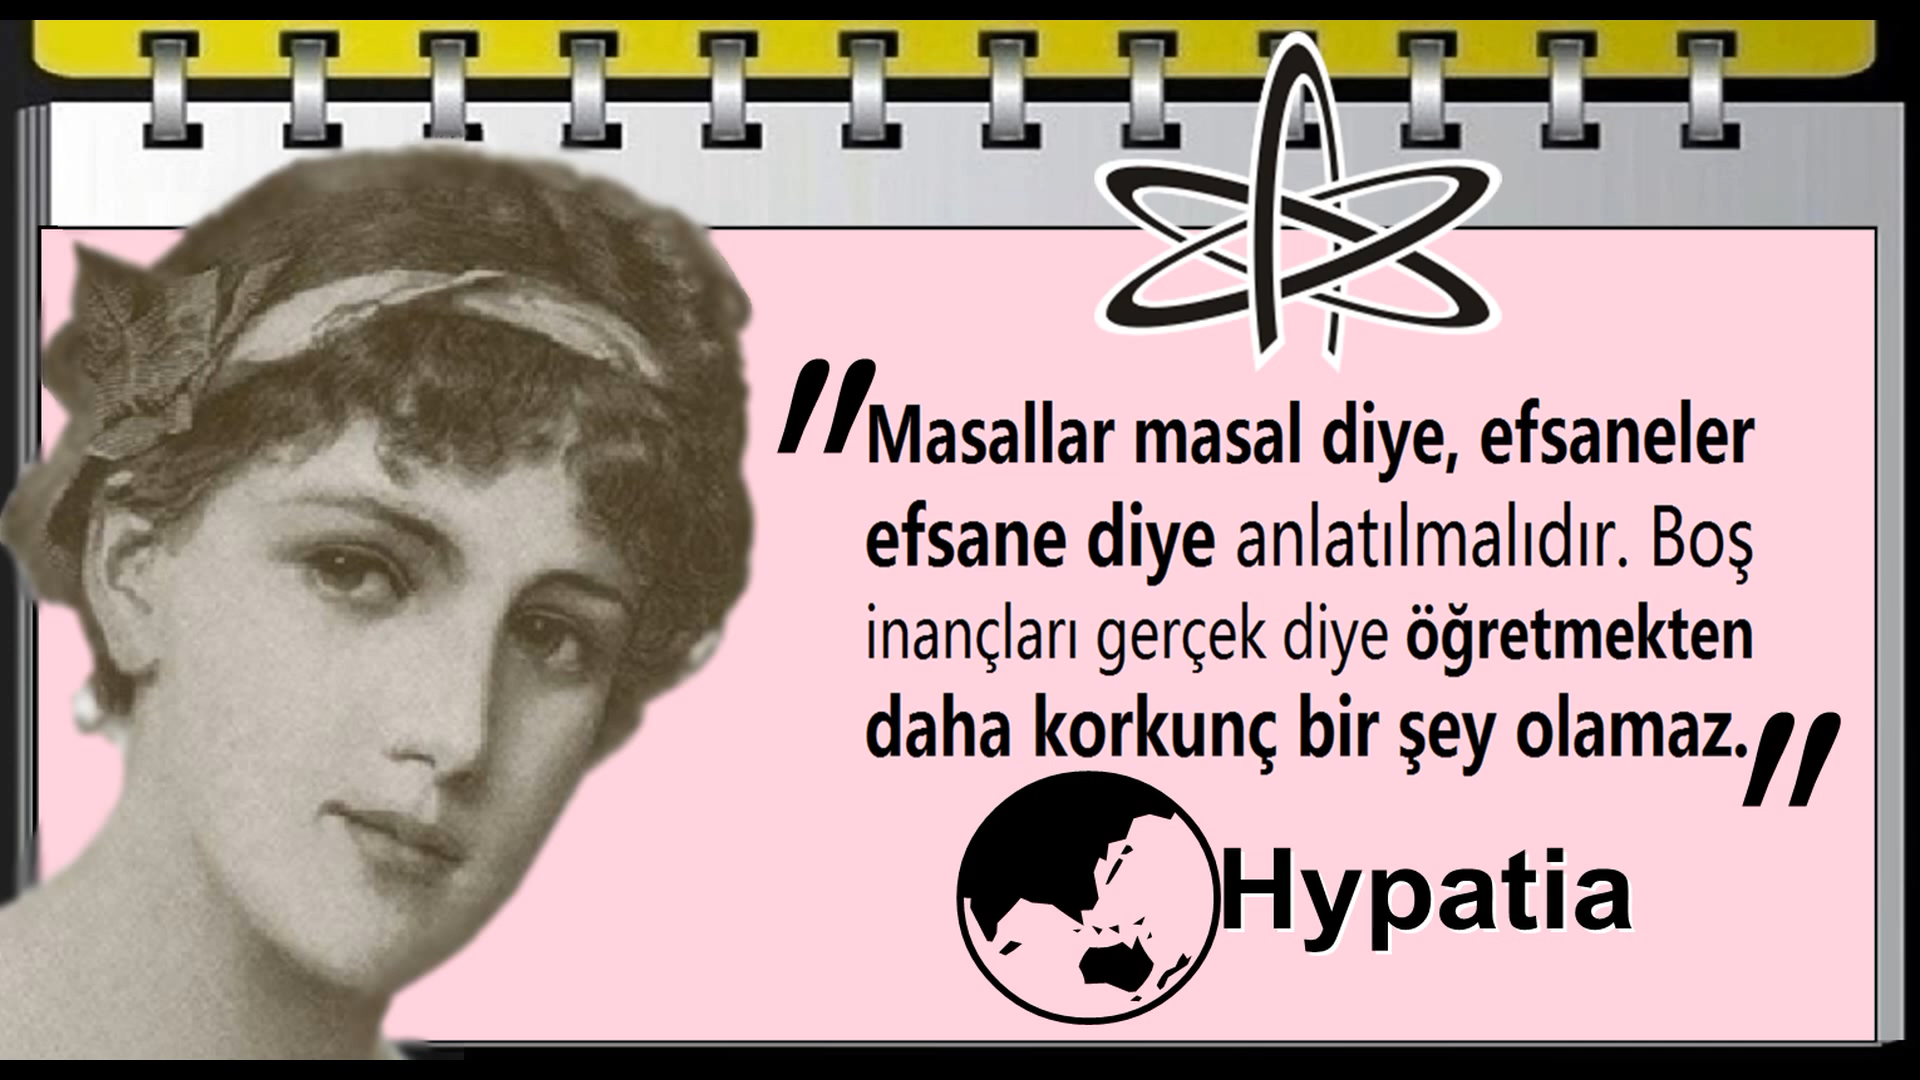 "Masallar masal diye, efsaneler
efsane diye anlatılmalıdır. Boş
inançları gerçek diye öğretmekten
daha korkunç bir şey olamaz."
Hypatia